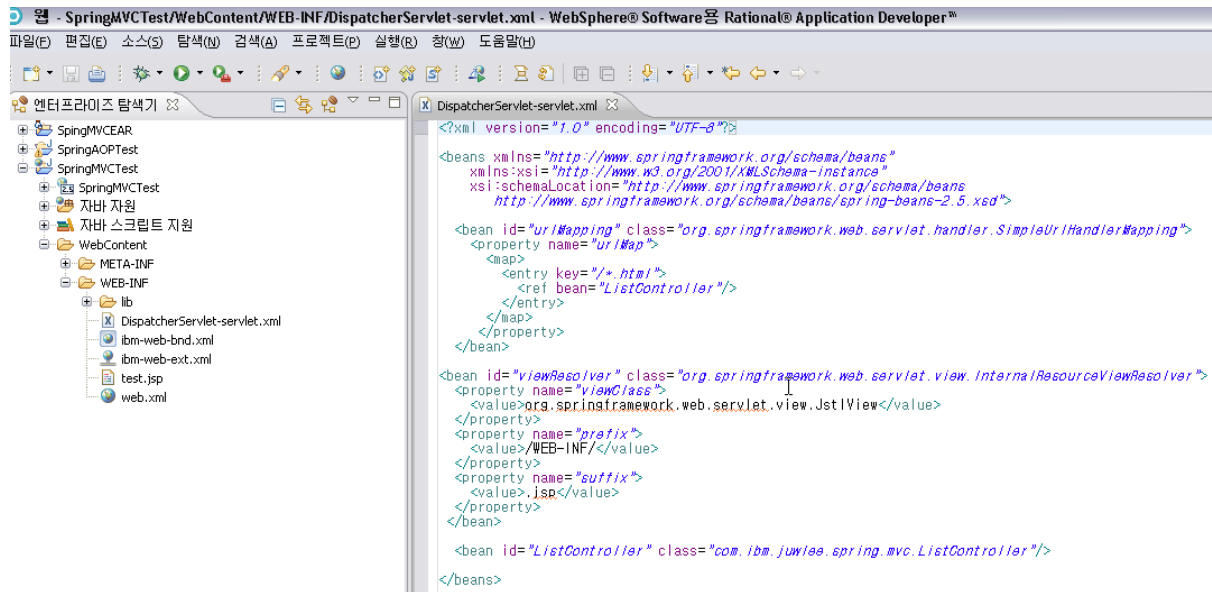 웹 - SpringMVCTest/WebContent/WEB-INF/DispatcherServlet-servlet.xml - WebSphere® Software용 Rational® Application Developer™
파일(F) 편집(E) 소스(S) 탐색(N) 검색(A) 프로젝트(P) 실행(R) 창(W) 도움말(H)
엔터프라이즈 탐색기
SpingMVCEAR
SpringAOPTest
SpringMVCTest
SpringMVCTest
자바 자원
자바 스크립트 지원
WebContent
META-INF
WEB-INF
lib
DispatcherServlet-servlet.xml
ibm-web-bnd.xml
ibm-web-ext.xml
test.jsp
web.xml
DispatcherServlet-servlet.xml
<?xml version="1.0" encoding="UTF-8"?>
<beans xmlns="http://www.springframework.org/schema/beans"
xmlns:xsi="http://www.w3.org/2001/XMLSchema-instance"
xsi:schemaLocation="http://www.springframework.org/schema/beans
http://www.springframework.org/schema/beans/spring-beans-2.5.xsd">
<bean id="urlMapping" class="org.springframework.web.servlet.handler.SimpleUrlHandlerMapping">
<property name="urlMap">
<map>
<entry key="/*.html">
<ref bean="ListController"/>
</entry>
</map>
</property>
</bean>
<bean id="viewResolver" class="org.springframework.web.servlet.view.InternalResourceViewResolver">
<property name="viewClass">
<value>org.springframework.web.servlet.view.JstlView</value>
</property>
<property name="prefix">
<value>/WEB-INF/</value>
</property>
<property name="suffix">
<value>.jsp</value>
</property>
</bean>
<bean id="ListController" class="com.ibm.juwlee.spring.mvc.ListController"/>
</beans>